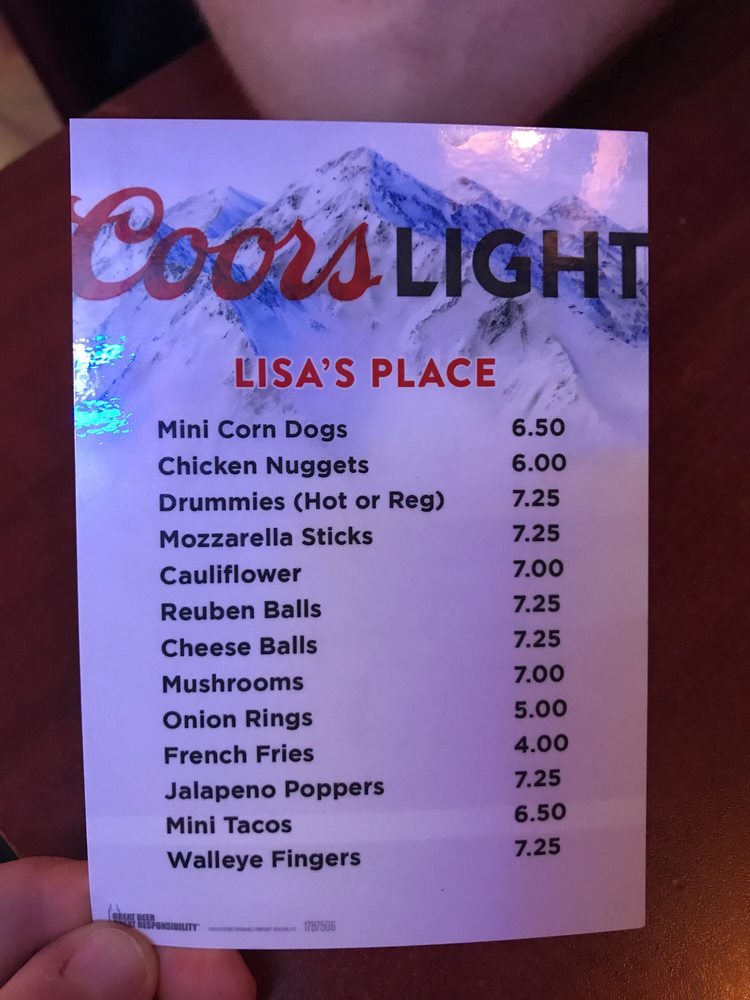 Coors LIGHT
LISA'S PLACE
Mini Corn Dogs 6.50
Chicken Nuggets 6.00
Drummies (Hot or Reg) 7.25
Mozzarella Sticks 7.25
Cauliflower 7.00
Reuben Balls 7.25
Cheese Balls 7.25
Mushrooms 7.00
Onion Rings 5.00
French Fries 4.00
Jalapeno Poppers 7.25
Mini Tacos 6.50
Walleye Fingers 7.25
GREAT BEER
GREAT RESPONSIBILITY
1787506